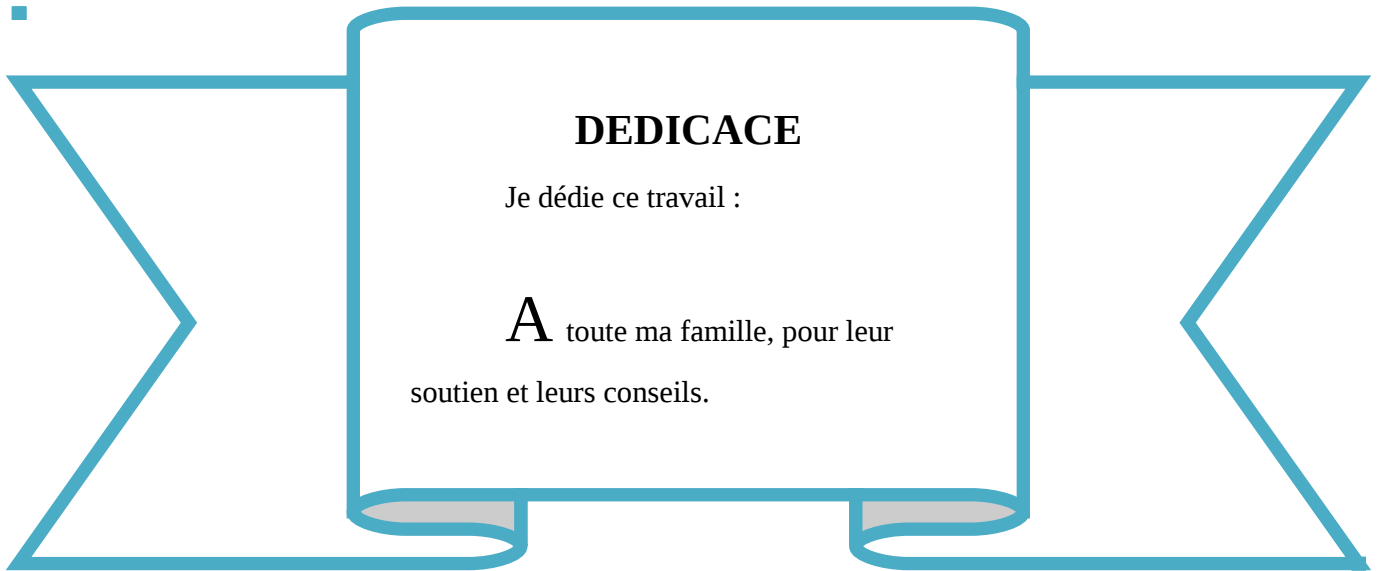 DEDICACE
Je dédie ce travail :
A toute ma famille, pour leur
soutien et leurs conseils.